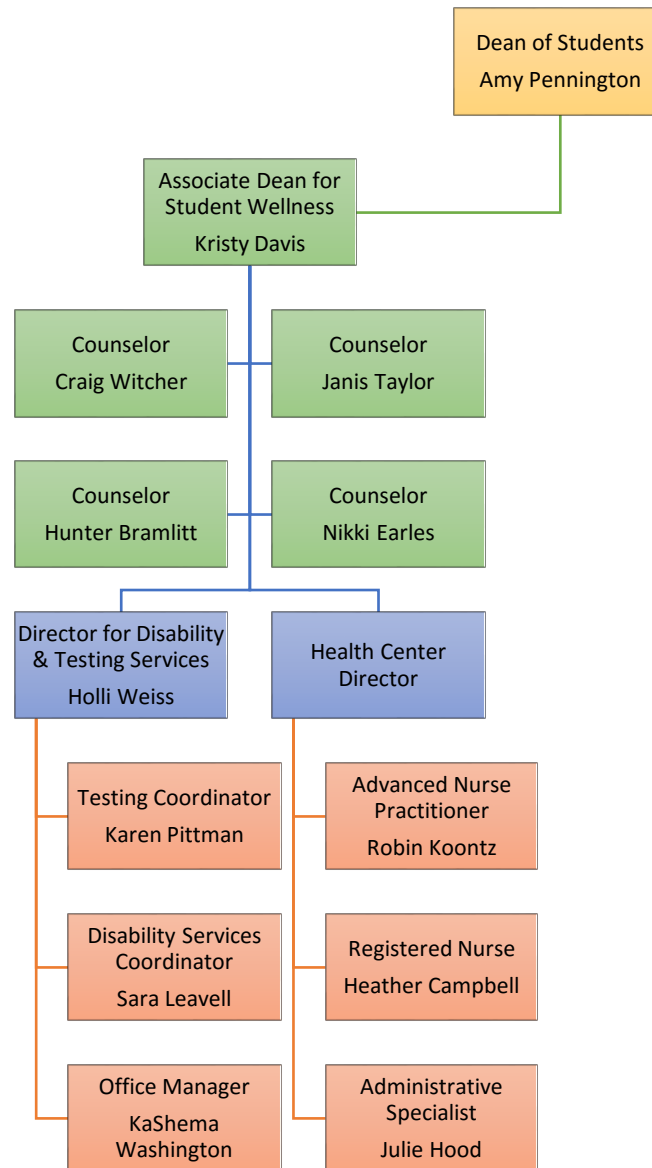 Dean of Students
Amy Pennington
Associate Dean for
Student Wellness
Kristy Davis
Counselor
Craig Witcher
Counselor
Janis Taylor
Counselor
Hunter Bramlitt
Counselor
Nikki Earles
Director for Disability
& Testing Services
Holli Weiss
Health Center
Director
Testing Coordinator
Karen Pittman
Advanced Nurse
Practitioner
Robin Koontz
Disability Services
Coordinator
Sara Leavell
Registered Nurse
Heather Campbell
Office Manager
KaShema
Washington
Administrative
Specialist
Julie Hood